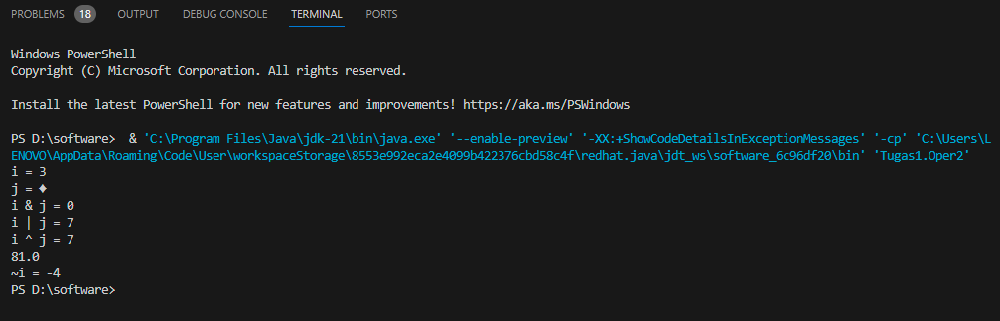 PROBLEMS 18 OUTPUT DEBUG CONSOLE TERMINAL PORTS
Windows PowerShell
Copyright (C) Microsoft Corporation. All rights reserved.
Install the latest PowerShell for new features and improvements! https://aka.ms/PSWindows
PS D:\software>  & 'C:\Program Files\Java\jdk-21\bin\java.exe' '--enable-preview' '-XX:+ShowCodeDetailsInExceptionMessages' '-cp' 'C:\Users\L
ENOVO\AppData\Roaming\Code\User\workspaceStorage\8553e992eca2e4099b422376cbd58c4f\redhat.java\jdt_ws\software_6c96df20\bin' 'Tugas1.Oper2'
i = 3
j = ♦
i & j = 0
i | j = 7
i ^ j = 7
81.0
~i = -4
PS D:\software>